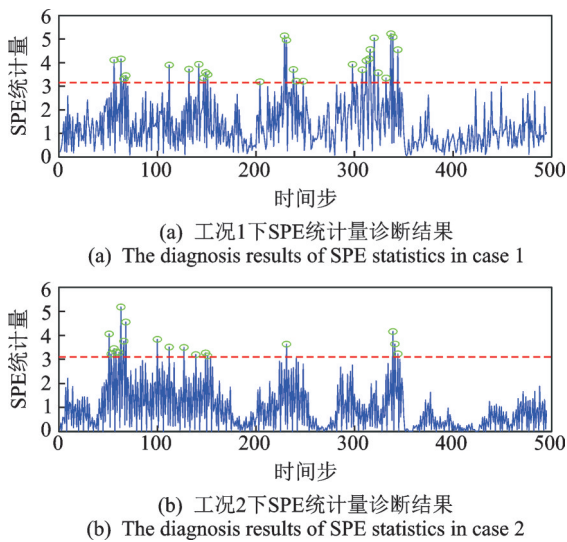 6
5
4
3
2
1
0
SPE统计量
0 100 200 300 400 500
时间步
(a) 工况1下SPE统计量诊断结果
(a) The diagnosis results of SPE statistics in case 1
6
5
4
3
2
1
0
SPE统计量
0 100 200 300 400 500
时间步
(b) 工况2下SPE统计量诊断结果
(b) The diagnosis results of SPE statistics in case 2